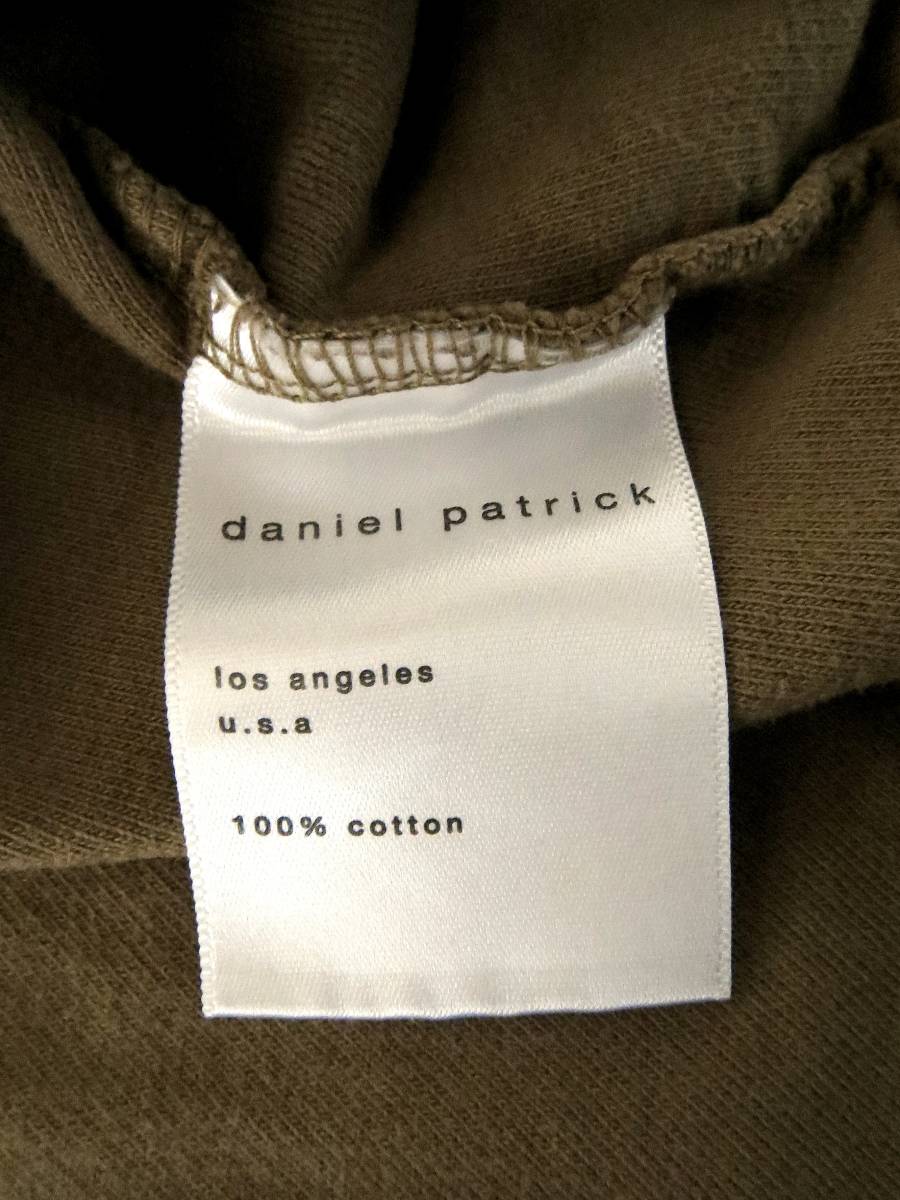 daniel patrick
los angeles
u.s.a
100% cotton